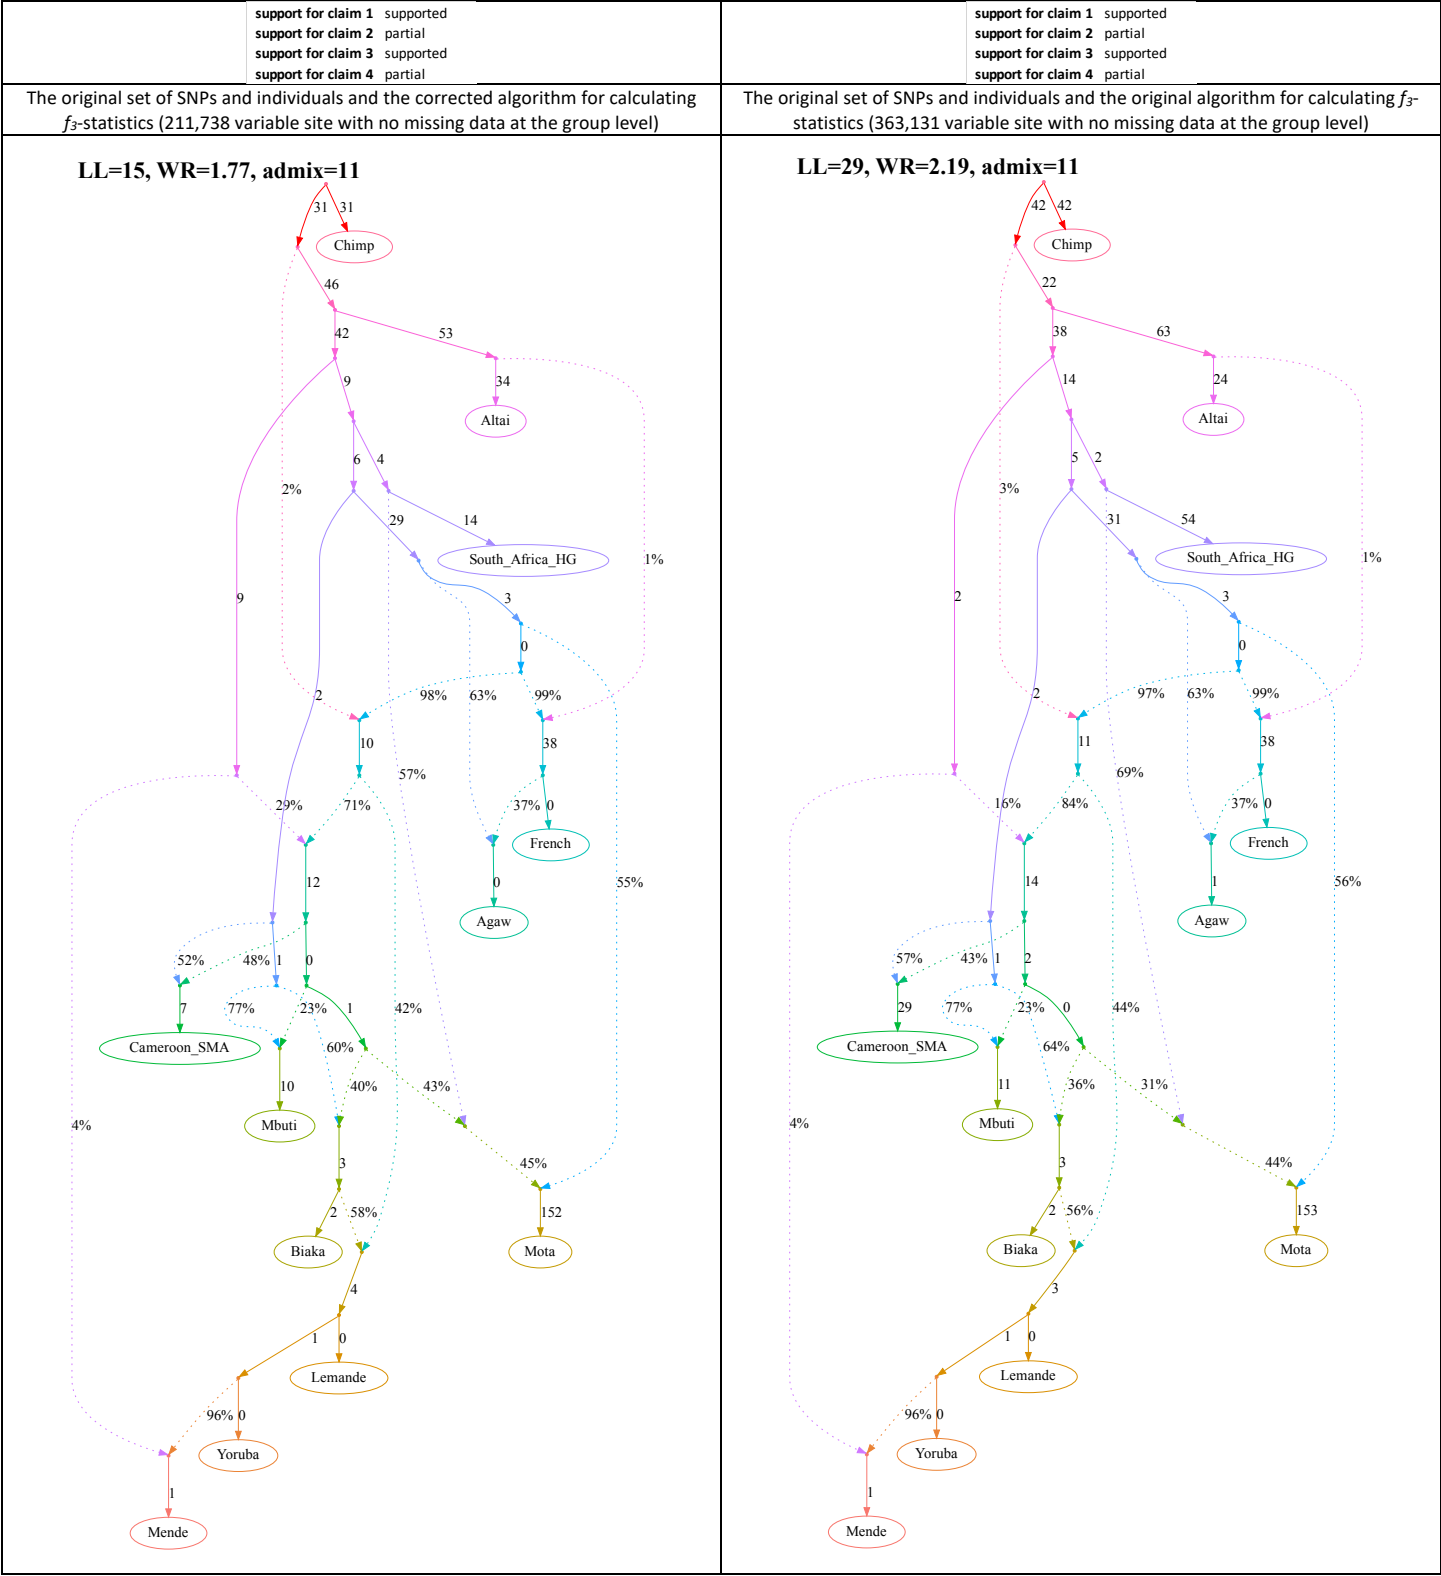 support for claim 1 supported
support for claim 2 partial
support for claim 3 supported
support for claim 4 partial
The original set of SNPs and individuals and the corrected algorithm for calculating
f3-statistics (211,738 variable site with no missing data at the group level)
LL=15, WR=1.77, admix=11
31 31
Chimp
46
42 53
9 34
Altai
6 4
2% 29 14
South_Africa_HG 1%
9 3
0
2 98% 63% 99%
10 38
57%
29% 71% 37% 0
French
12 0 55%
Agaw
52% 48% 1 0
7 77% 23% 1 42%
Cameroon_SMA 60%
10 40% 43%
4% Mbuti
3 45%
2 58% 152
Biaka Mota
4
1 0
Lemande
96% 0
Yoruba
1
Mende
support for claim 1 supported
support for claim 2 partial
support for claim 3 supported
support for claim 4 partial
The original set of SNPs and individuals and the original algorithm for calculating f3-
statistics (363,131 variable site with no missing data at the group level)
LL=29, WR=2.19, admix=11
42 42
Chimp
22
38 63
14 24
Altai
5 2
3% 31 54
South_Africa_HG 1%
2 3
0
2 97% 63% 99%
11 38
69%
16% 84% 37% 0
French
14 1 56%
Agaw
57% 43% 1 2
29 77% 23% 0 44%
Cameroon_SMA 64%
11 36% 31%
4% Mbuti
3 44%
2 56% 153
Biaka Mota
3
1 0
Lemande
96% 0
Yoruba
1
Mende